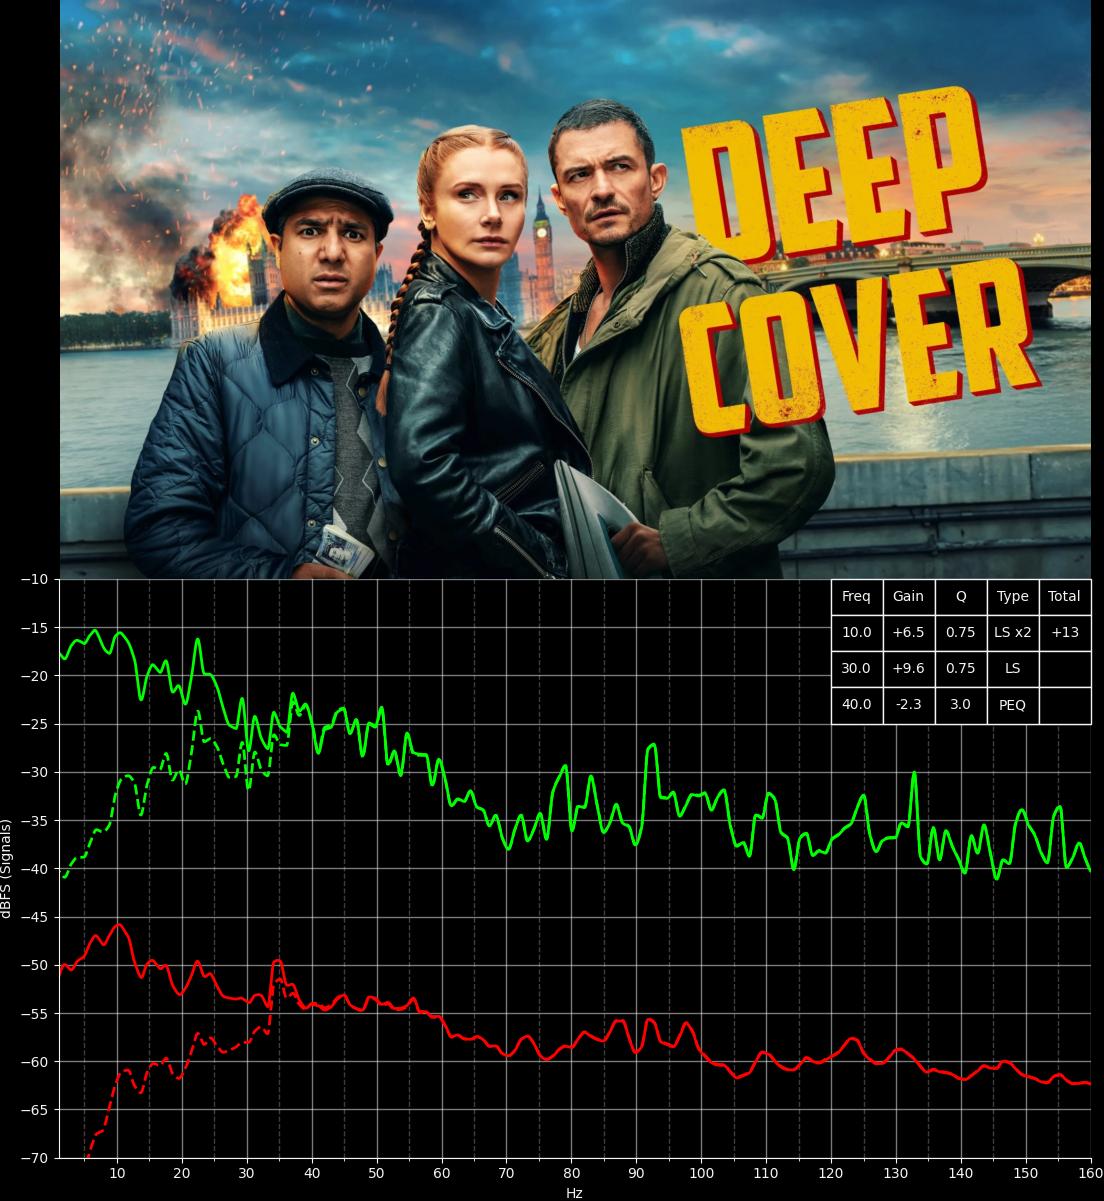 DEEP
COVER
Freq Gain Q Type Total
10.0 +6.5 0.75 LS x2 +13
30.0 +9.6 0.75 LS
40.0 -2.3 3.0 PEQ
−10
−15
−20
−25
−30
−35
−40
−45
−50
−55
−60
−65
−70
dBFS (Signals)
10 20 30 40 50 60 70 80 90 100 110 120 130 140 150 160
Hz